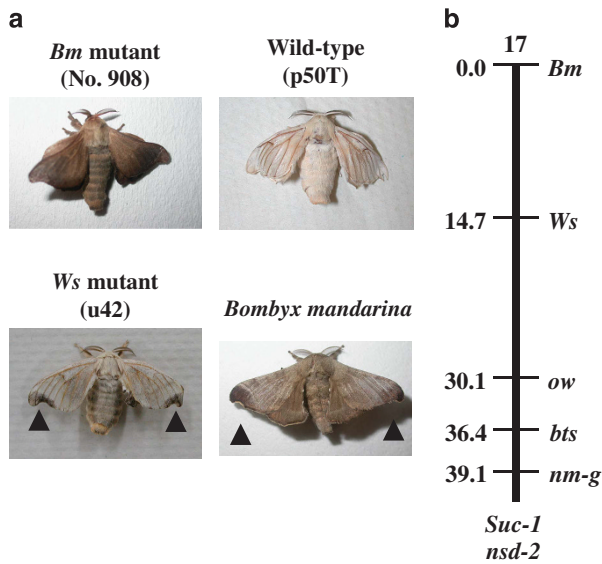 a
Bm mutant
(No. 908)
Wild-type
(p50T)
Ws mutant
(u42)
Bombyx mandarina
b
17
0.0 Bm
14.7 Ws
30.1 ow
36.4 bts
39.1 nm-g
Suc-1
nsd-2